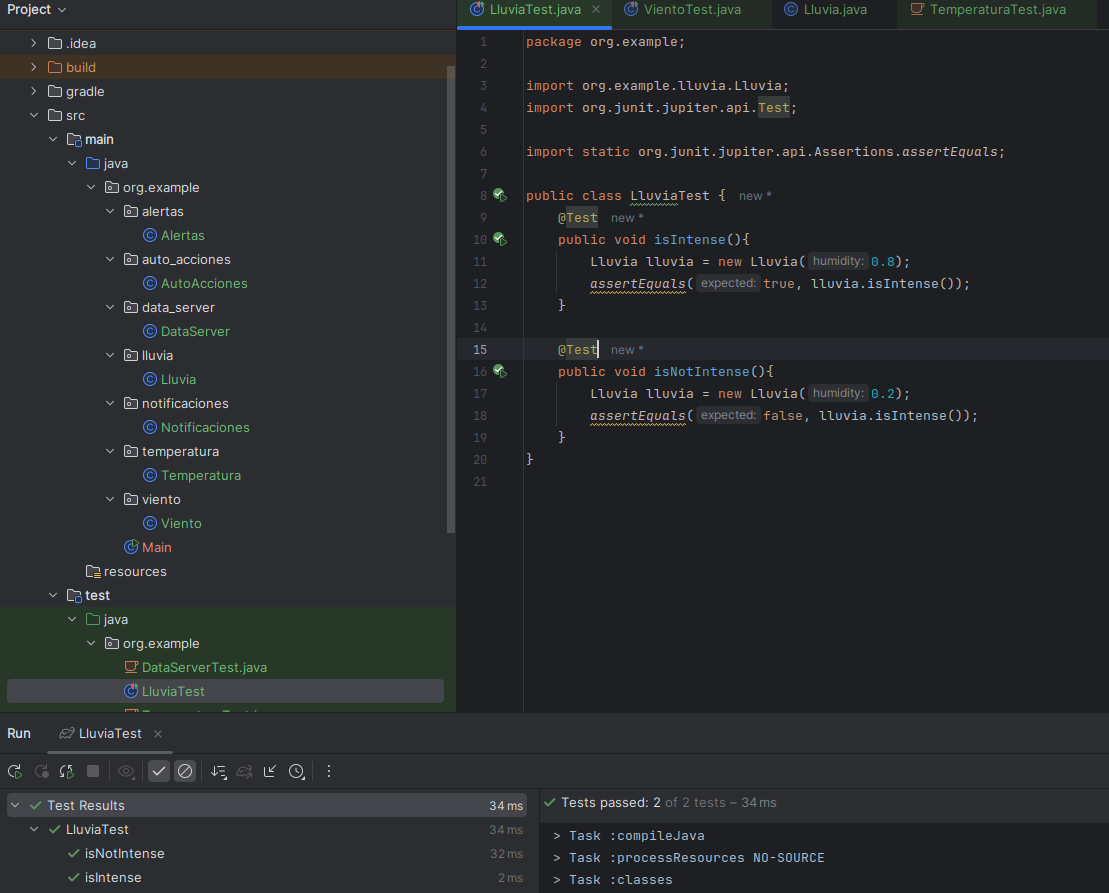 Project
.idea
build
gradle
src
main
java
org.example
alertas
Alertas
auto_acciones
AutoAcciones
data_server
DataServer
lluvia
Lluvia
notificaciones
Notificaciones
temperatura
Temperatura
viento
Viento
Main
resources
test
java
org.example
DataServerTest.java
LluviaTest
LluviaTest.java VientoTest.java Lluvia.java TemperaturaTest.java
1 package org.example;
2
3 import org.example.lluvia.Lluvia;
4 import org.junit.jupiter.api.Test;
5
6 import static org.junit.jupiter.api.Assertions.assertEquals;
7
8 public class LluviaTest { new *
9 @Test new *
10 public void isIntense(){
11 Lluvia lluvia = new Lluvia( humidity: 0.8);
12 assertEquals( expected: true, lluvia.isIntense());
13 }
14
15 @Test new *
16 public void isNotIntense(){
17 Lluvia lluvia = new Lluvia( humidity: 0.2);
18 assertEquals( expected: false, lluvia.isIntense());
19 }
20 }
21
Run LluviaTest
Test Results 34 ms
LluviaTest 34 ms
isNotIntense 32 ms
isIntense 2 ms
Tests passed: 2 of 2 tests – 34 ms
> Task :compileJava
> Task :processResources NO-SOURCE
> Task :classes